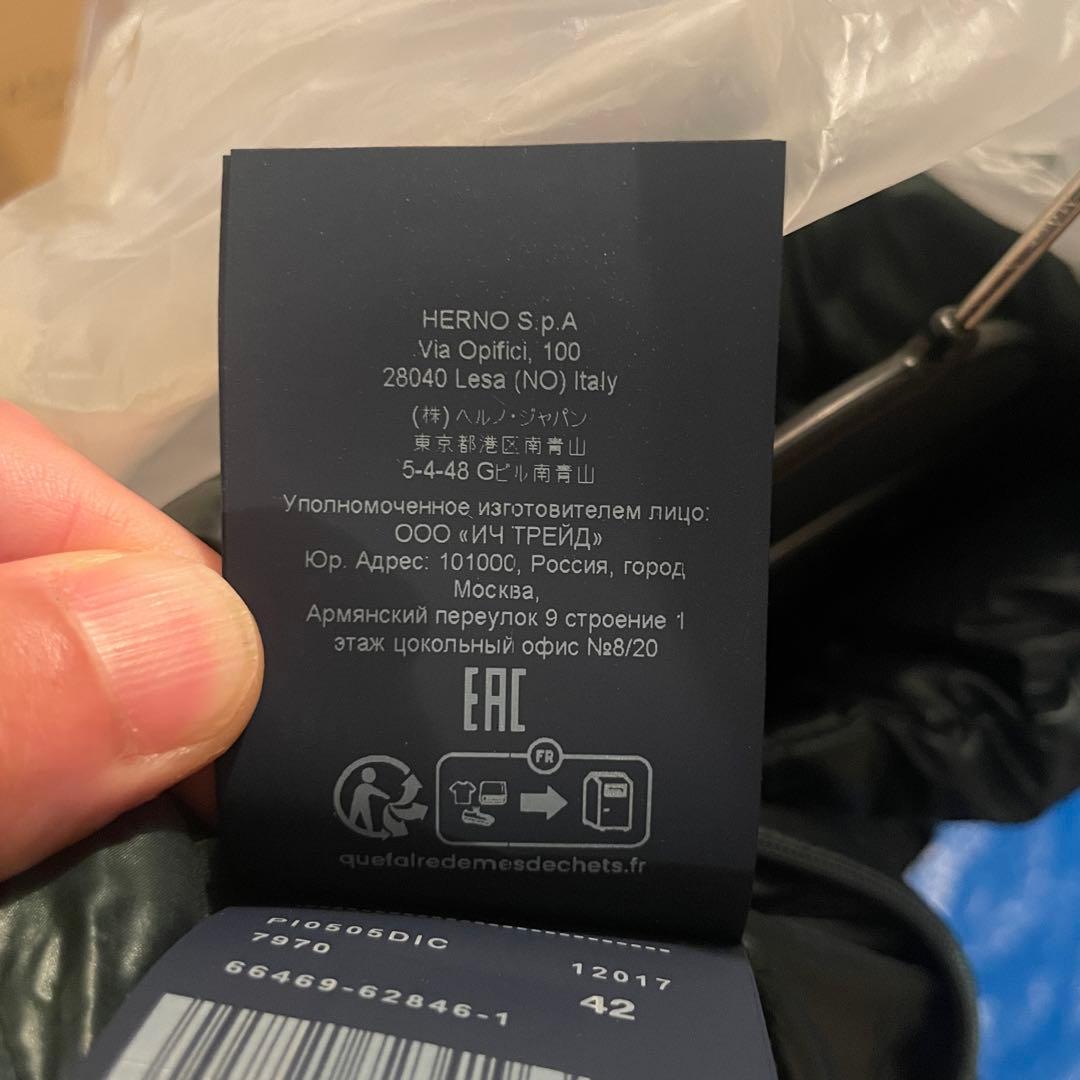 HERNO S.p.A
Via Opifici, 100
28040 Lesa (NO) Italy
(株)ヘルノ・ジャパン
東京都港区南青山
5-4-48 Gビル南青山
Уполномоченное изготовителем лицо:
ООО «ИЧ ТРЕЙД»
Юр. Адрес: 101000, Россия, город
Москва,
Армянский переулок 9 строение 1
этаж цокольный офис №8/20
EAC
FR
quefairedemesdechets.fr
PI0505DIC
7970
12017
66469-62846-1
42